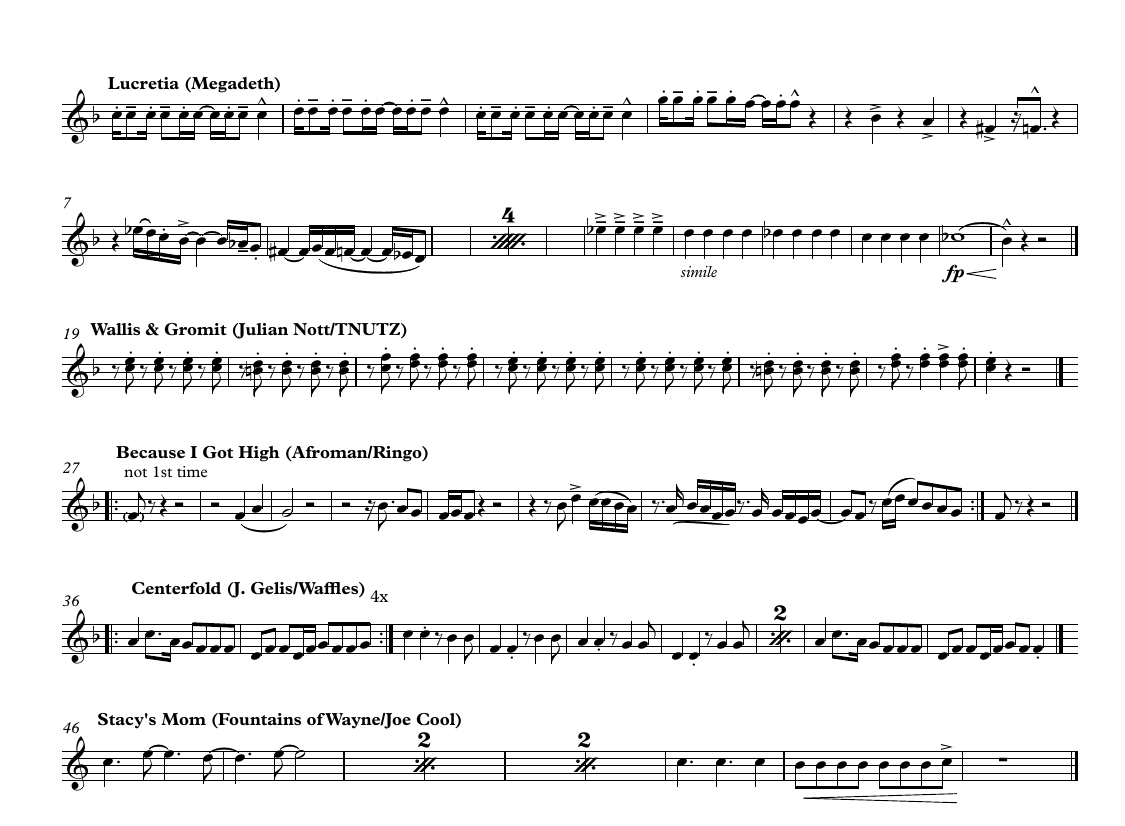 Lucretia (Megadeth)
7
4
simile
fp
19 Wallis & Gromit (Julian Nott/TNUTZ)
Because I Got High (Afroman/Ringo)
27 not 1st time
Centerfold (J. Gelis/Waffles) 4x
36
2
46 Stacy's Mom (Fountains of Wayne/Joe Cool)
2 2